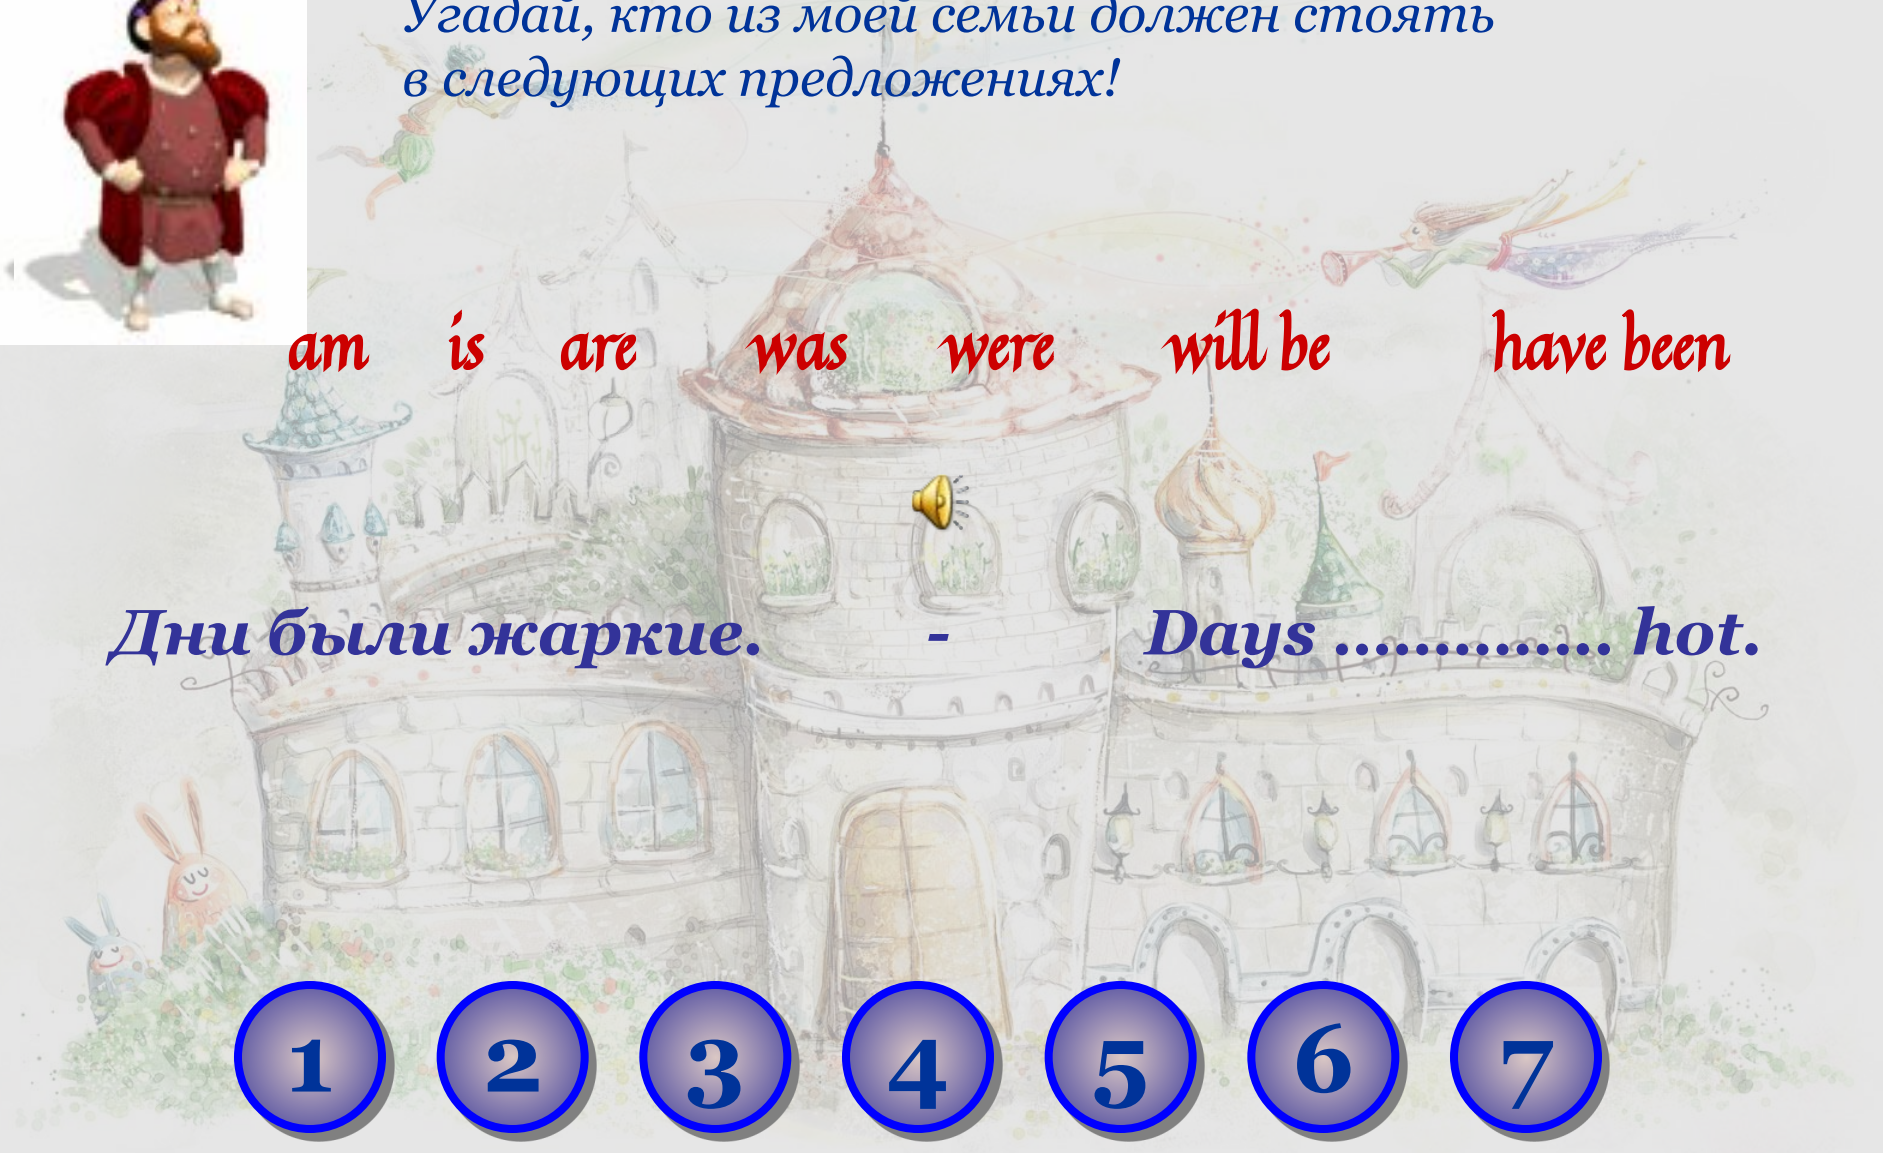 Угадай, кто из моей семьи должен стоять
в следующих предложениях!
am is are was were will be have been
Дни были жаркие. - Days ............. hot.
1 2 3 4 5 6 7